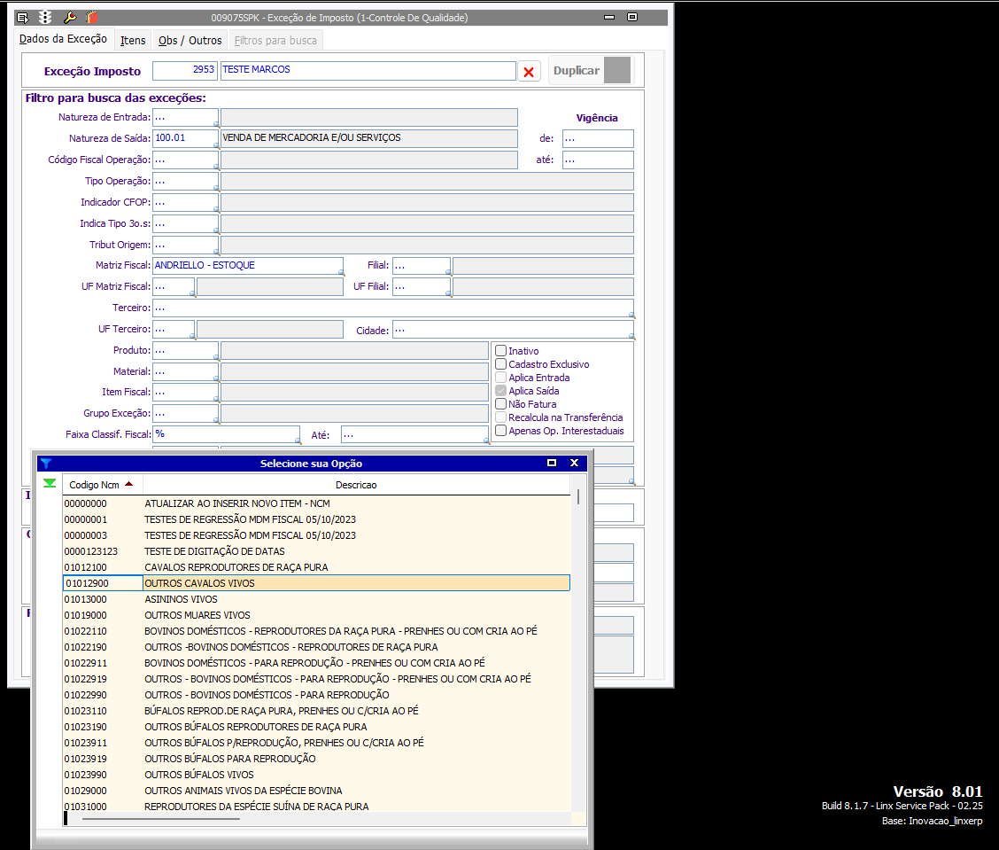 009075SPK - Exceção de Imposto (1-Controle De Qualidade)
Dados da Exceção Itens Obs / Outros Filtros para busca
Exceção Imposto 2953 TESTE MARCOS Duplicar
Filtro para busca das exceções:
Natureza de Entrada: ... Vigência
Natureza de Saída: 100.01 VENDA DE MERCADORIA E/OU SERVIÇOS de: ...
Código Fiscal Operação: ... até: ...
Tipo Operação: ...
Indicador CFOP: ...
Indica Tipo 3o.s: ...
Tribut Origem: ...
Matriz Fiscal: ANDRIELLO - ESTOQUE Filial: ...
UF Matriz Fiscal: ... UF Filial: ...
Terceiro: ...
UF Terceiro: ... Cidade: ...
Produto: ... Inativo
Cadastro Exclusivo
Material: ... Aplica Entrada
Item Fiscal: ... Aplica Saída
Não Fatura
Grupo Exceção: ... Recalcula na Transferência
Faixa Classif. Fiscal: % Até: ... Apenas Op. Interestaduais
Selecione sua Opção
Codigo Ncm Descricao
00000000 ATUALIZAR AO INSERIR NOVO ITEM - NCM
00000001 TESTES DE REGRESSÃO MDM FISCAL 05/10/2023
00000003 TESTES DE REGRESSÃO MDM FISCAL 05/10/2023
0000123123 TESTE DE DIGITAÇÃO DE DATAS
01012100 CAVALOS REPRODUTORES DE RAÇA PURA
01012900 OUTROS CAVALOS VIVOS
01013000 ASININOS VIVOS
01019000 OUTROS MUARES VIVOS
01022110 BOVINOS DOMÉSTICOS - REPRODUTORES DA RAÇA PURA - PRENHES OU COM CRIA AO PÉ
01022190 OUTROS -BOVINOS DOMÉSTICOS - REPRODUTORES DE RAÇA PURA
01022911 BOVINOS DOMÉSTICOS - PARA REPRODUÇÃO - PRENHES OU COM CRIA AO PÉ
01022919 OUTROS - BOVINOS DOMÉSTICOS - PARA REPRODUÇÃO - PRENHES OU COM CRIA AO PÉ
01022990 OUTROS - BOVINOS DOMÉSTICOS - PARA REPRODUÇÃO
01023110 BÚFALOS REPROD.DE RAÇA PURA, PRENHES OU C/CRIA AO PÉ
01023190 OUTROS BÚFALOS REPRODUTORES DE RAÇA PURA
01023911 OUTROS BÚFALOS P/REPRODUÇÃO, PRENHES OU C/CRIA AO PÉ
01023919 OUTROS BÚFALOS PARA REPRODUÇÃO
01023990 OUTROS BÚFALOS VIVOS
01029000 OUTROS ANIMAIS VIVOS DA ESPÉCIE BOVINA
01031000 REPRODUTORES DA ESPÉCIE SUÍNA DE RAÇA PURA
Versão 8.01
Build 8.1.7 - Linx Service Pack - 02.25
Base: Inovacao_linxerp